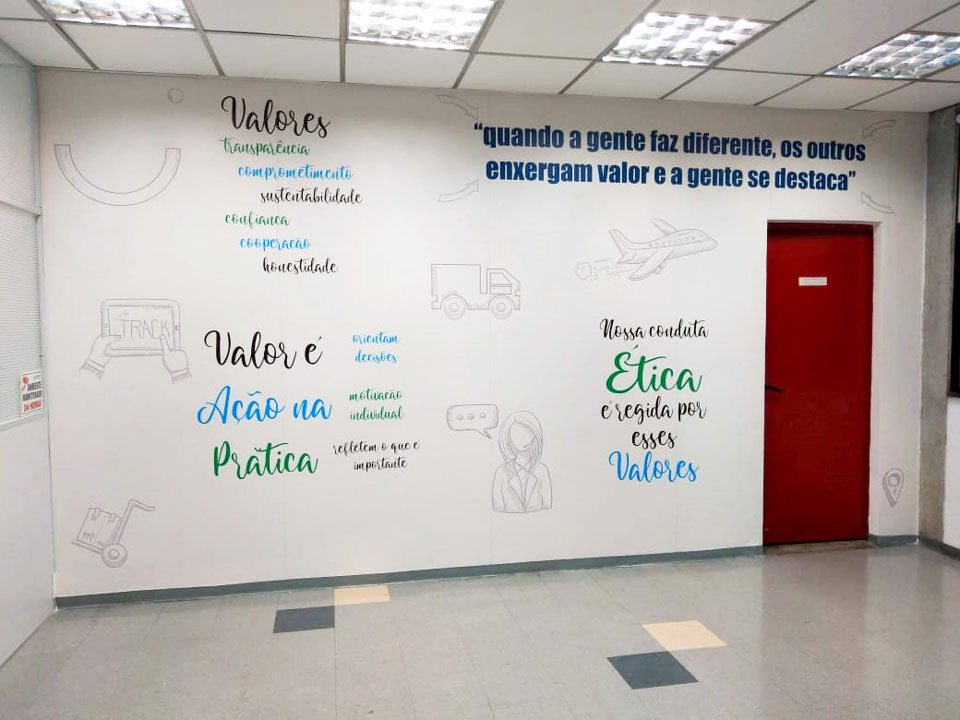 Valores
transparência
comprometimento
sustentabilidade
confiança
cooperação
honestidade
“quando a gente faz diferente, os outros
enxergam valor e a gente se destaca”
TRACK
Valor é
Ação na
Prática
orientam
decisões
motivação
individual
refletem o que é
importante
Nossa conduta
Ética
é regida por
esses
Valores
AMBIENTE
MONITORADO
24 HORAS